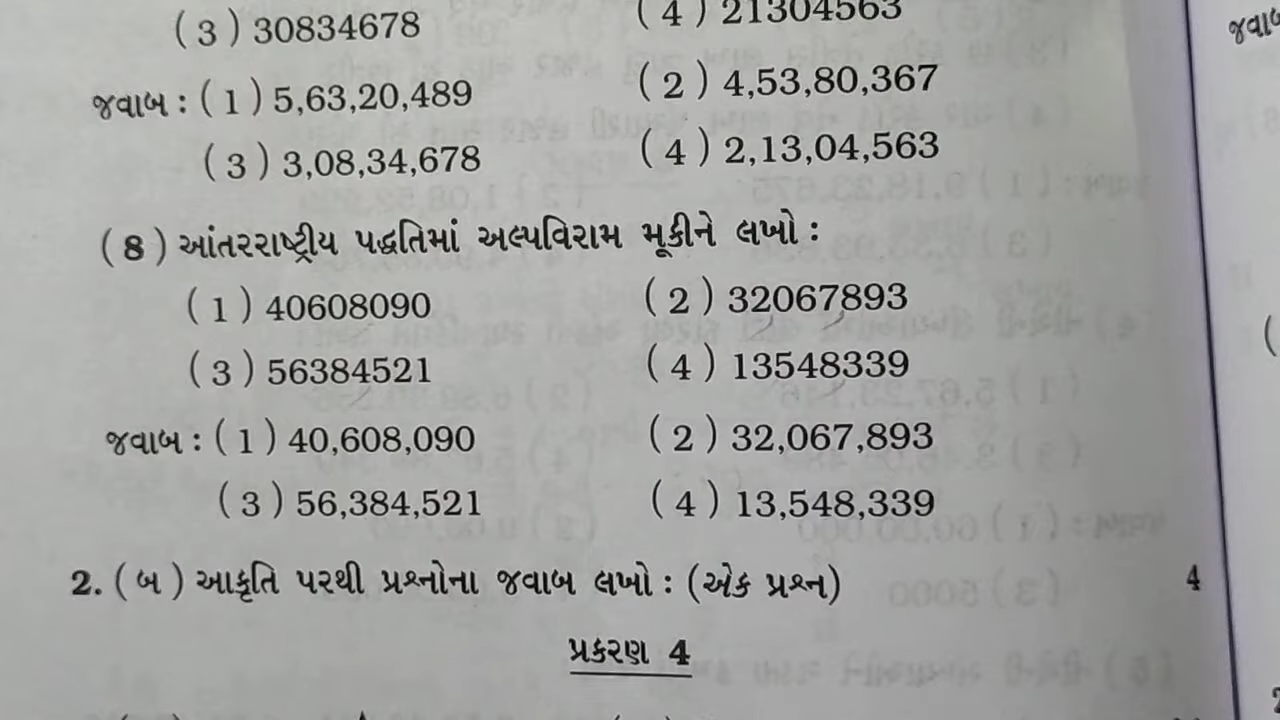 (3) 30834678 (4) 21304563
જવાબ : (1) 5,63,20,489 (2) 4,53,80,367
(3) 3,08,34,678 (4) 2,13,04,563
(8) આંતરરાષ્ટ્રીય પદ્ધતિમાં અલ્પવિરામ મૂકીને લખો :
(1) 40608090 (2) 32067893
(3) 56384521 (4) 13548339
જવાબ : (1) 40,608,090 (2) 32,067,893
(3) 56,384,521 (4) 13,548,339
2. (બ) આકૃતિ પરથી પ્રશ્નોના જવાબ લખો : (એક પ્રશ્ન) 4
પ્રકરણ 4